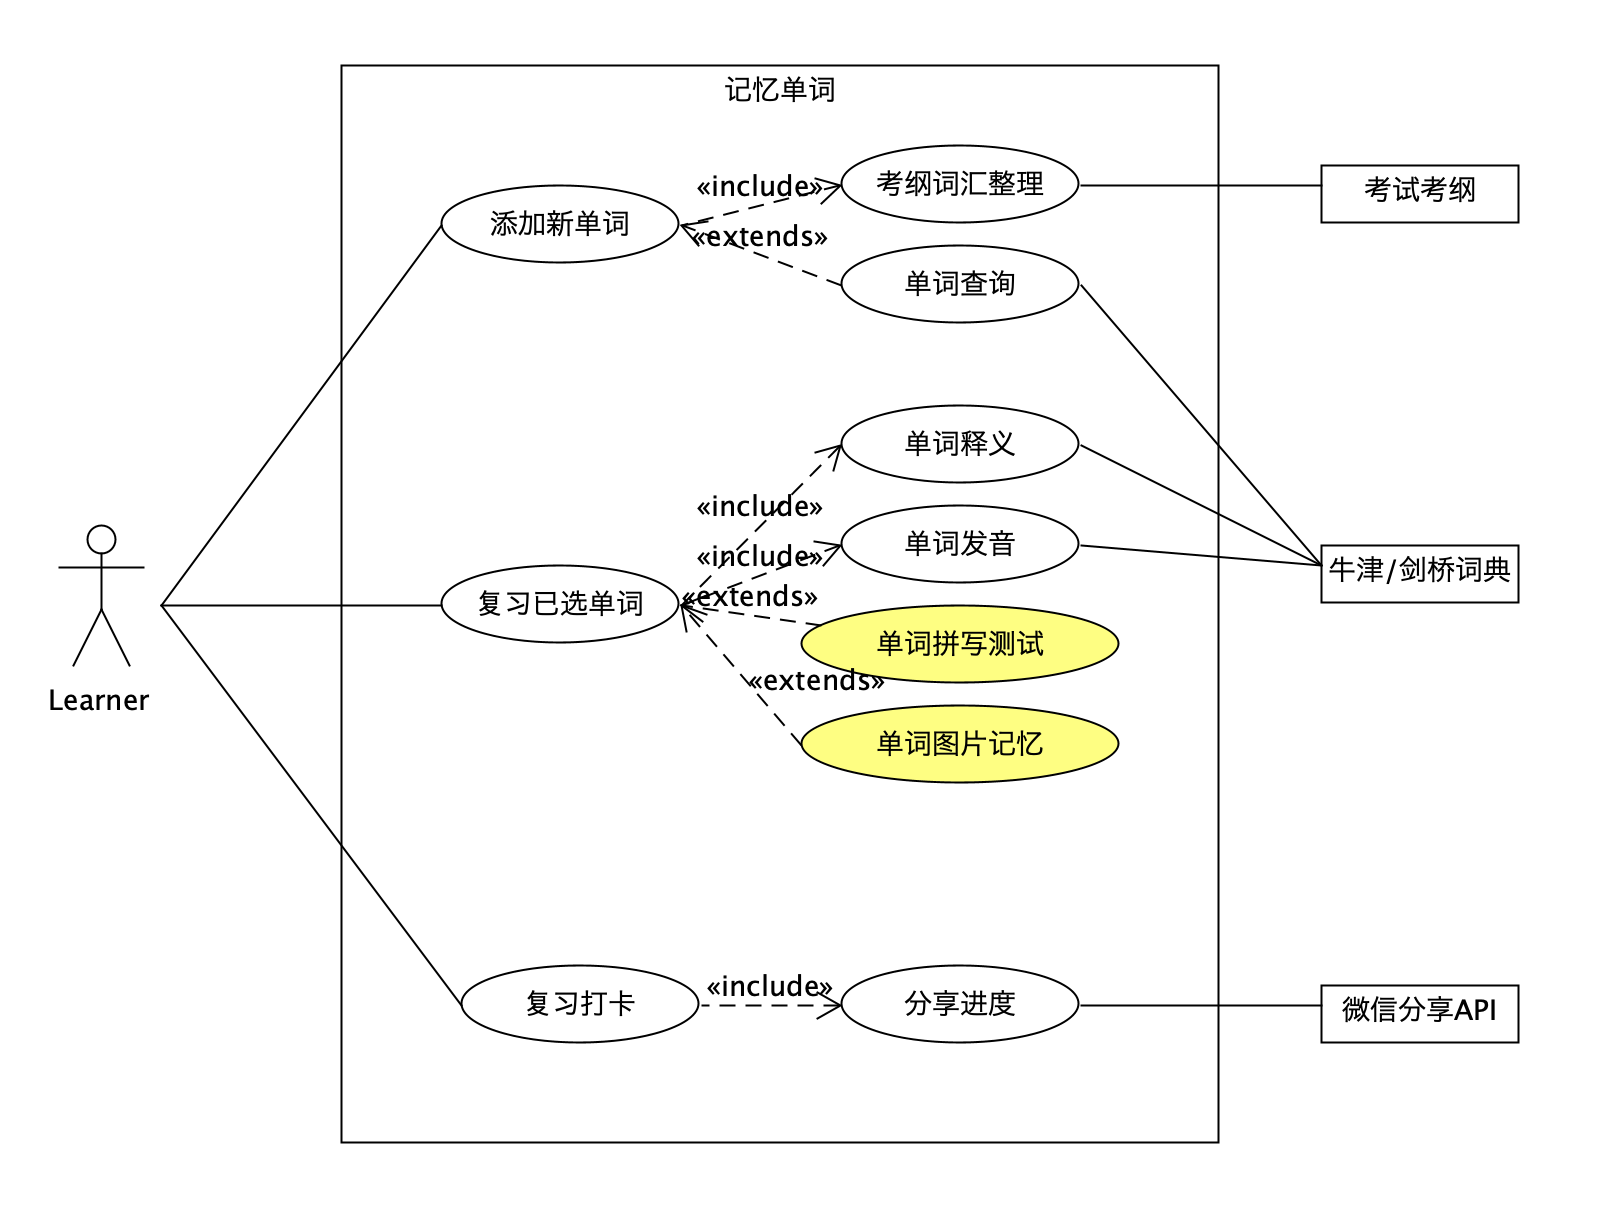 记忆单词
添加新单词
«include»
«extends»
考纲词汇整理
单词查询
考试考纲
Learner
复习已选单词
«include»
«include»
«extends»
«extends»
单词释义
单词发音
单词拼写测试
单词图片记忆
牛津/剑桥词典
复习打卡
«include»
分享进度
微信分享API